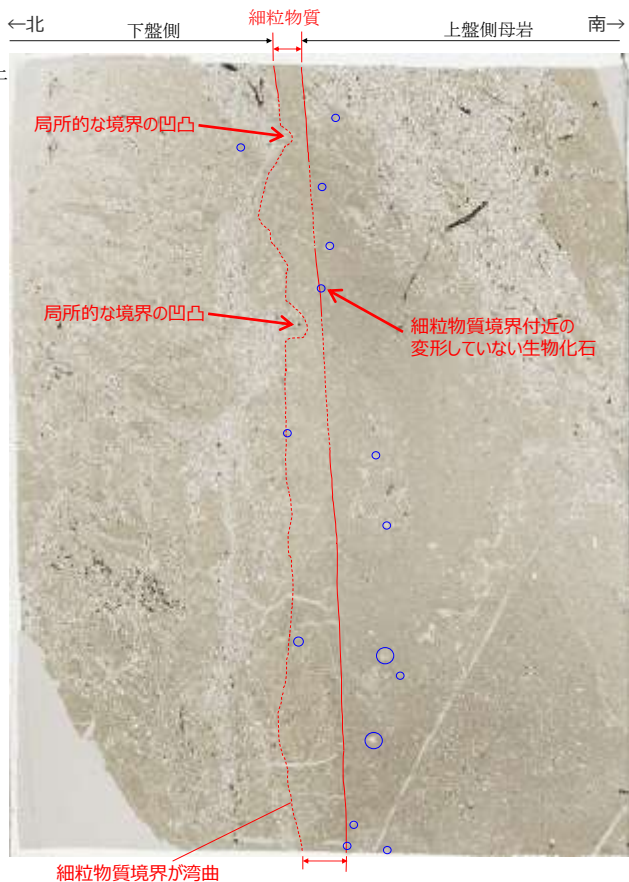 細粒物質
←北
下盤側
上盤側母岩
南→
局所的な境界の凹凸
局所的な境界の凹凸
細粒物質境界付近の
変形していない生物化石
細粒物質境界が湾曲